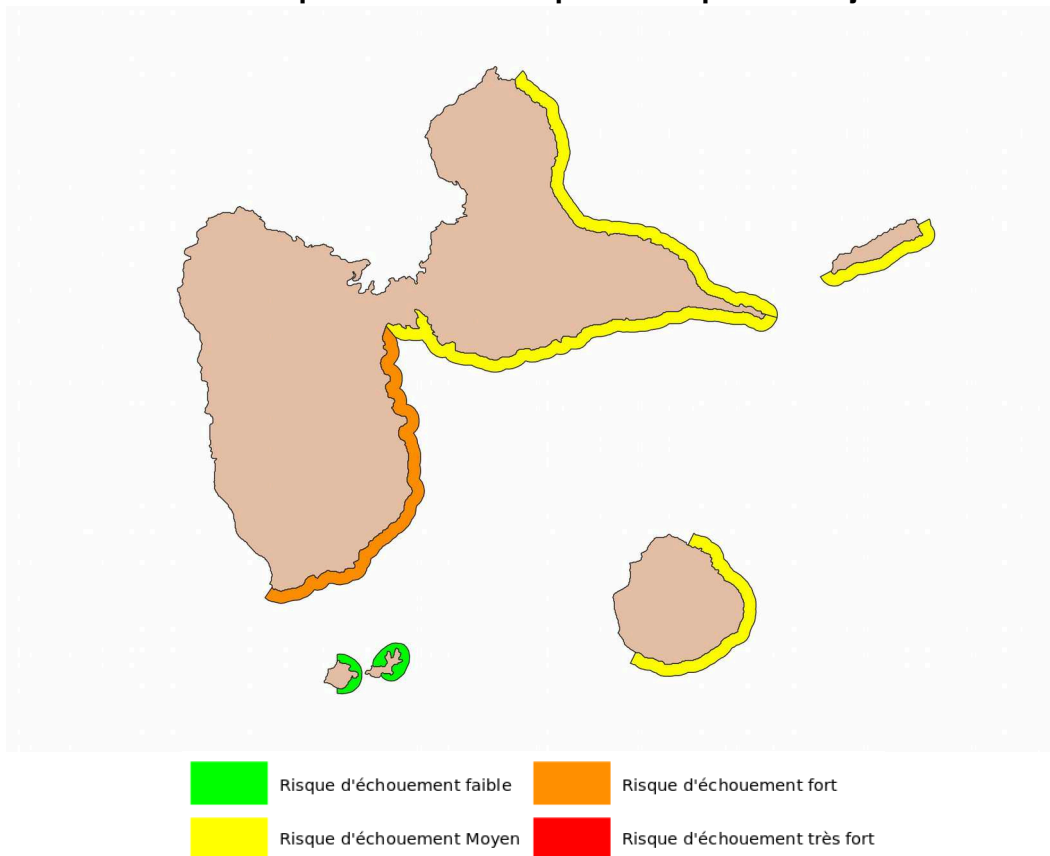 Risque d'échouement faible
Risque d'échouement fort
Risque d'échouement Moyen
Risque d'échouement très fort